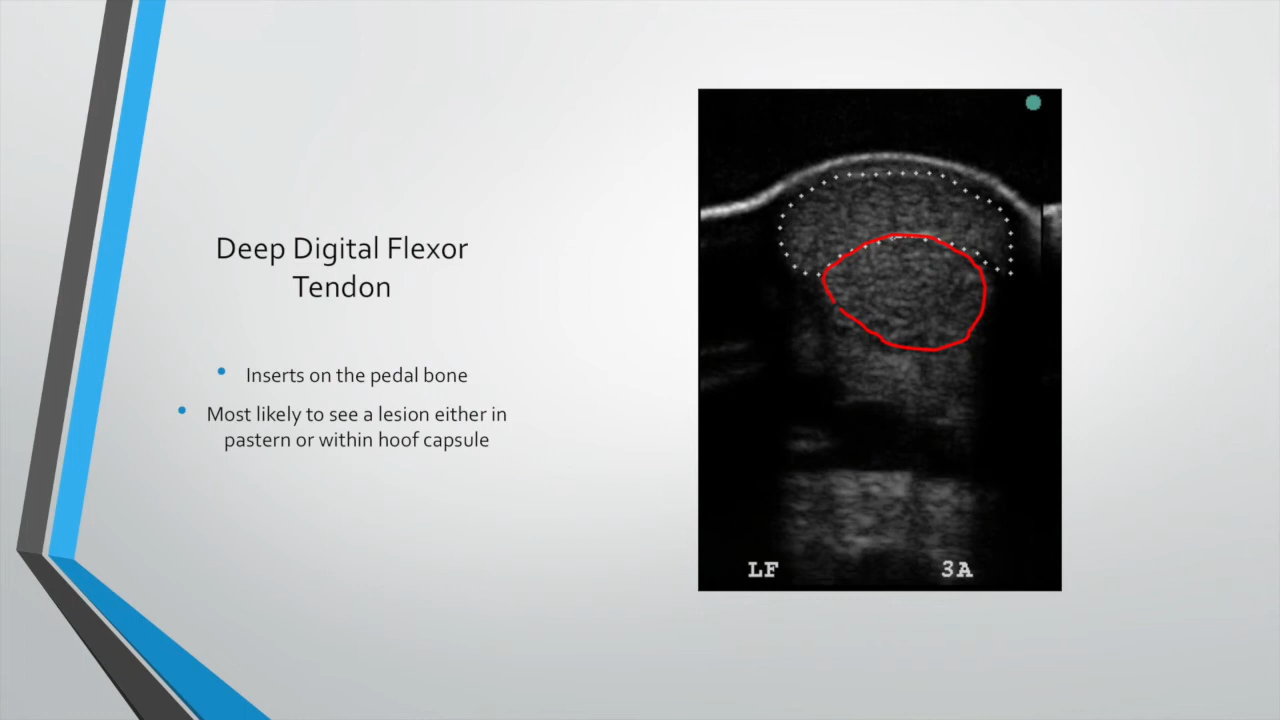 Deep Digital Flexor
Tendon
• Inserts on the pedal bone
• Most likely to see a lesion either in
pastern or within hoof capsule
LF 3A